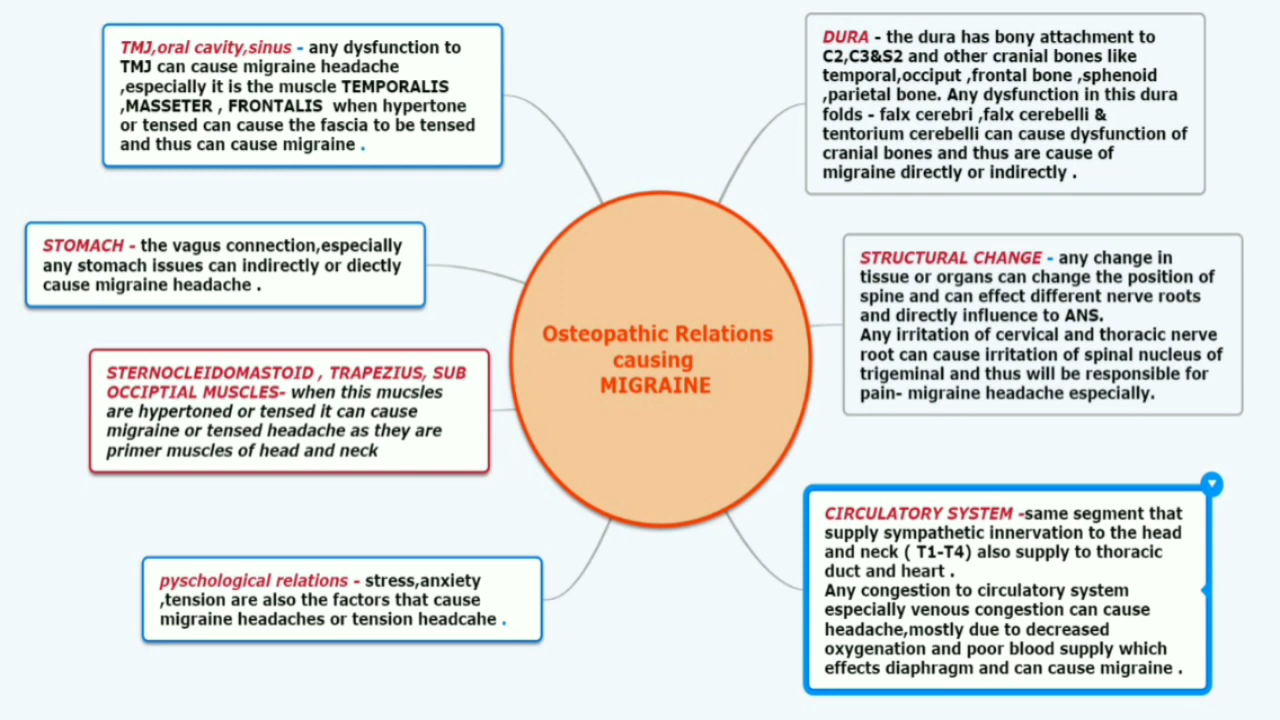 TMJ,oral cavity,sinus - any dysfunction to
TMJ can cause migraine headache
,especially it is the muscle TEMPORALIS
,MASSETER , FRONTALIS when hypertone
or tensed can cause the fascia to be tensed
and thus can cause migraine .
STOMACH - the vagus connection,especially
any stomach issues can indirectly or diectly
cause migraine headache .
STERNOCLEIDOMASTOID , TRAPEZIUS, SUB
OCCIPTIAL MUSCLES- when this mucsles
are hypertoned or tensed it can cause
migraine or tensed headache as they are
primer muscles of head and neck
pyschological relations - stress,anxiety
,tension are also the factors that cause
migraine headaches or tension headcahe .
Osteopathic Relations
causing
MIGRAINE
DURA - the dura has bony attachment to
C2,C3&S2 and other cranial bones like
temporal,occiput ,frontal bone ,sphenoid
,parietal bone. Any dysfunction in this dura
folds - falx cerebri ,falx cerebelli &
tentorium cerebelli can cause dysfunction of
cranial bones and thus are cause of
migraine directly or indirectly .
STRUCTURAL CHANGE - any change in
tissue or organs can change the position of
spine and can effect different nerve roots
and directly influence to ANS.
Any irritation of cervical and thoracic nerve
root can cause irritation of spinal nucleus of
trigeminal and thus will be responsible for
pain- migraine headache especially.
CIRCULATORY SYSTEM -same segment that
supply sympathetic innervation to the head
and neck ( T1-T4) also supply to thoracic
duct and heart .
Any congestion to circulatory system
especially venous congestion can cause
headache,mostly due to decreased
oxygenation and poor blood supply which
effects diaphragm and can cause migraine .